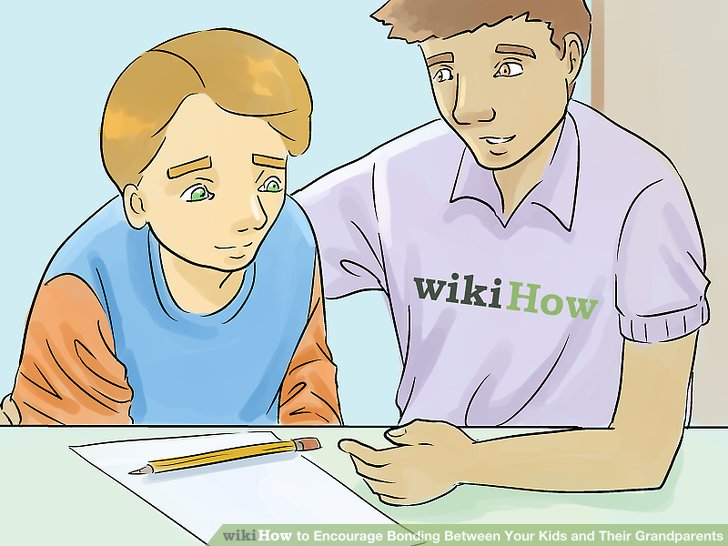 wikiHow
wikiHow to Encourage Bonding Between Your Kids and Their Grandparents